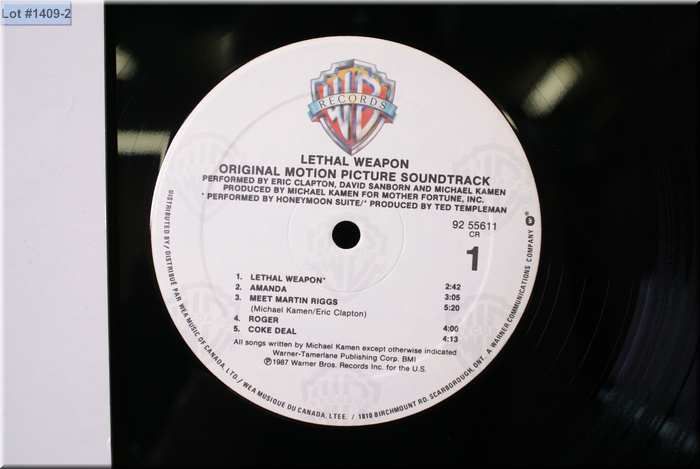 Lot #1409-2
WB
RECORDS
LETHAL WEAPON
ORIGINAL MOTION PICTURE SOUNDTRACK
PERFORMED BY ERIC CLAPTON, DAVID SANBORN AND MICHAEL KAMEN
PRODUCED BY MICHAEL KAMEN FOR MOTHER FORTUNE, INC.
* PERFORMED BY HONEYMOON SUITE/* PRODUCED BY TED TEMPLEMAN
92 55611
CR
1
1. LETHAL WEAPON* 2:42
2. AMANDA 3:05
3. MEET MARTIN RIGGS 5:20
(Michael Kamen/Eric Clapton)
4. ROGER 4:00
5. COKE DEAL 4:13
All songs written by Michael Kamen except otherwise indicated
Warner-Tamerlane Publishing Corp. BMI
℗1987 Warner Bros. Records Inc. for the U.S.
DISTRIBUTED BY/DISTRIBUÉ PAR WEA MUSIC OF CANADA, LTD./WEA MUSIQUE DU CANADA, LTEE. / 1810 BIRCHMOUNT RD. SCARBOROUGH, ONT. A WARNER COMMUNICATIONS COMPANY